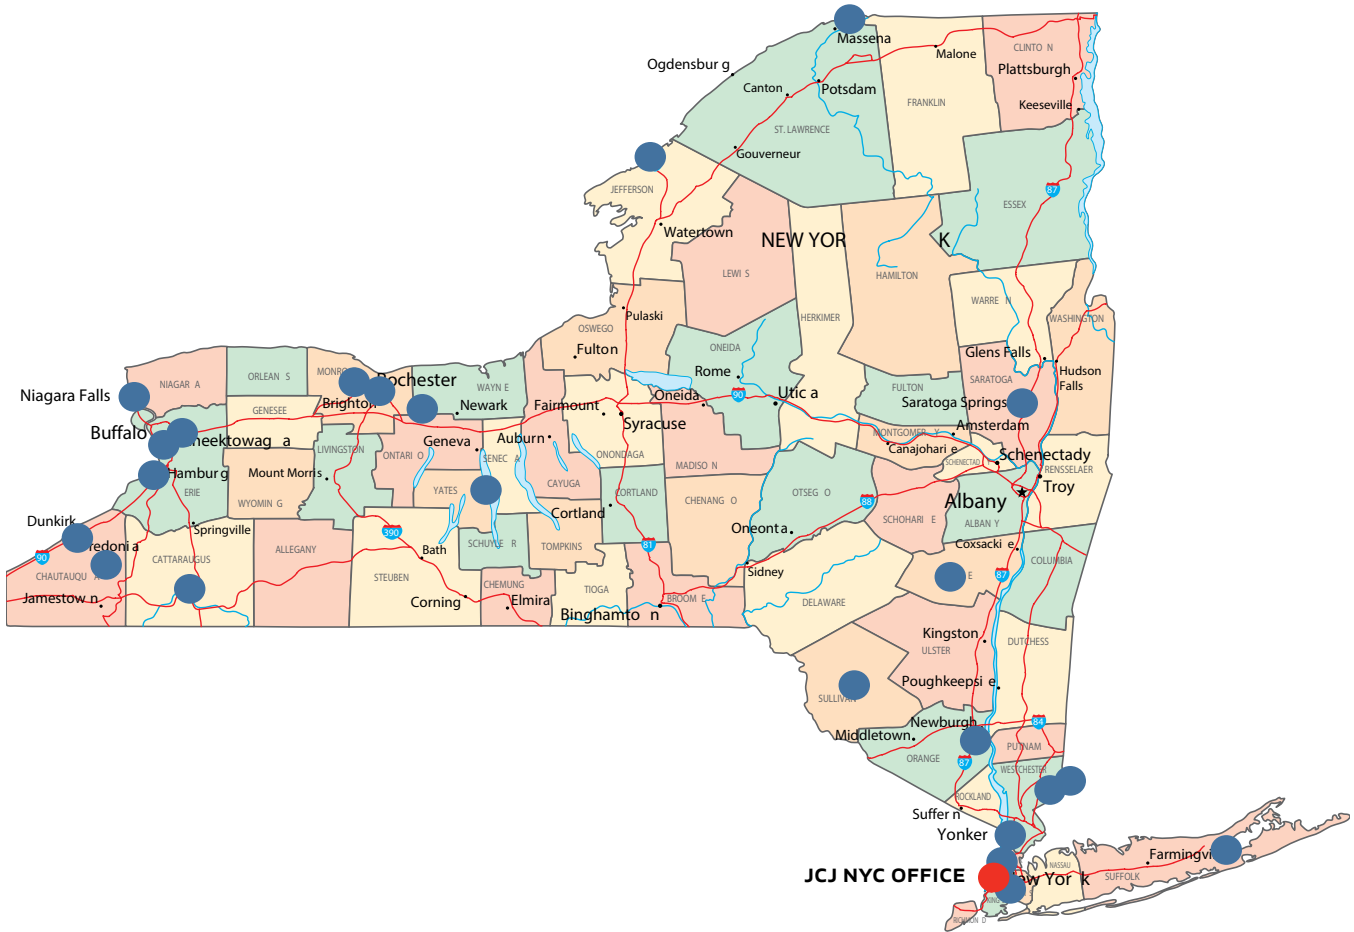 Massena
Malone
CLINTO N
Ogdensbur g
Plattsburgh
Canton
Potsdam
FRANKLIN
Keeseville
ST. LAWRENCE
Gouverneur
JEFFERSON
87
ESSEX
Watertown
NEW YOR K
LEWI S
HAMILTON
WARRE N
Pulaski
HERKIMER
WASHINGTON
OSWEGO
Fulton
ONEIDA
Glens Falls
Rome
Hudson
Falls
NIAGAR A
ORLEAN S
MONRO
Rochester
WAYN E
FULTON
SARATOGA
Niagara Falls
Brighton
Newark
Fairmount
Oneida
90
Utic a
Saratoga Springs
GENESEE
Syracuse
Amsterdam
Buffalo
heektowag a
Geneva
Auburn
MONTGOMER Y
Canajohari e
LIVINGSTON
ONTARI O
SENEC A
ONONDAGA
MADISO N
SCHENECTAD Y
Schenectady
RENSSELAER
Hamburg
Mount Morris
ERIE
WYOMIN G
YATES
CAYUGA
CORTLAND
CHENANG O
OTSEG O
88
Troy
Albany
Cortland
SCHOHARI E
ALBAN Y
Dunkirk
Springville
390
Oneont a
redoni a
90
CATTARAUGUS
ALLEGANY
Bath
SCHUYLE R
TOMPKINS
81
Coxsacki e
CHAUTAUQU A
STEUBEN
CHEMUNG
TIOGA
Sidney
E
87
COLUMBIA
Jamestow n
Corning
Elmira
BROOM E
DELAWARE
Binghamto n
Kingston
ULSTER
DUTCHESS
SULLIVAN
Poughkeepsi e
Newburgh
84
Middletown
ORANGE
87
PUTNAM
WESTCHESTER
ROCKLAND
Suffer n
Yonker
Farmingvi
NASSAU
JCJ NYC OFFICE
ew Yor k
SUFFOLK
RICHMON D